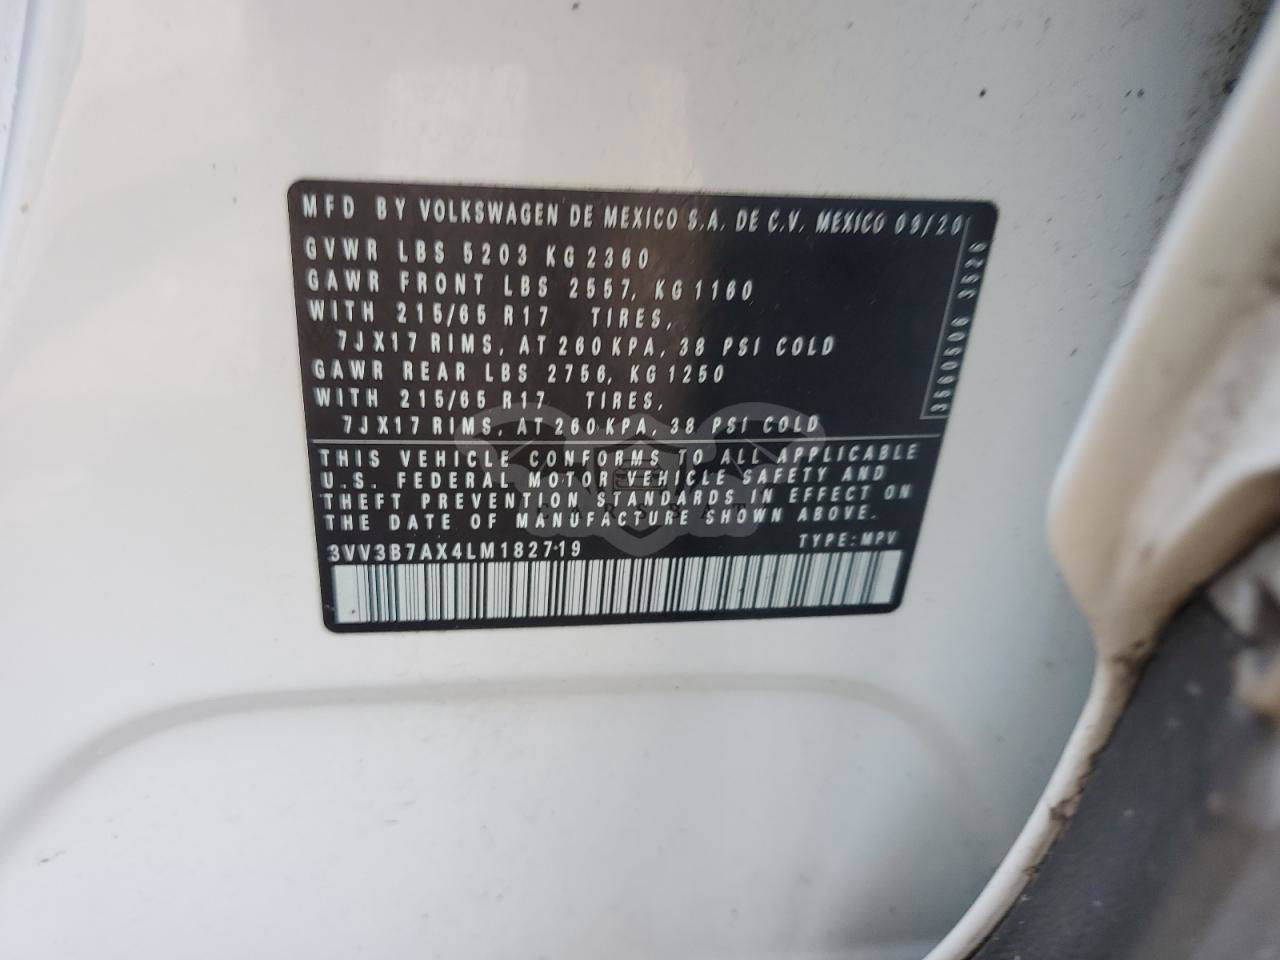 MFD BY VOLKSWAGEN DE MEXICO S.A. DE C.V. MEXICO 09/20
GVWR LBS 5203 KG 2360
GAWR FRONT LBS 2557, KG 1160
WITH 215/65 R17 TIRES,
7JX17 RIMS, AT 260 KPA, 38 PSI COLD
GAWR REAR LBS 2756, KG 1250
WITH 215/65 R17 TIRES,
7JX17 RIMS, AT 260 KPA, 38 PSI COLD
3560506 3526
THIS VEHICLE CONFORMS TO ALL APPLICABLE
U.S. FEDERAL MOTOR VEHICLE SAFETY AND
THEFT PREVENTION STANDARDS IN EFFECT ON
THE DATE OF MANUFACTURE SHOWN ABOVE.
3VV3B7AX4LM182719 TYPE: MPV